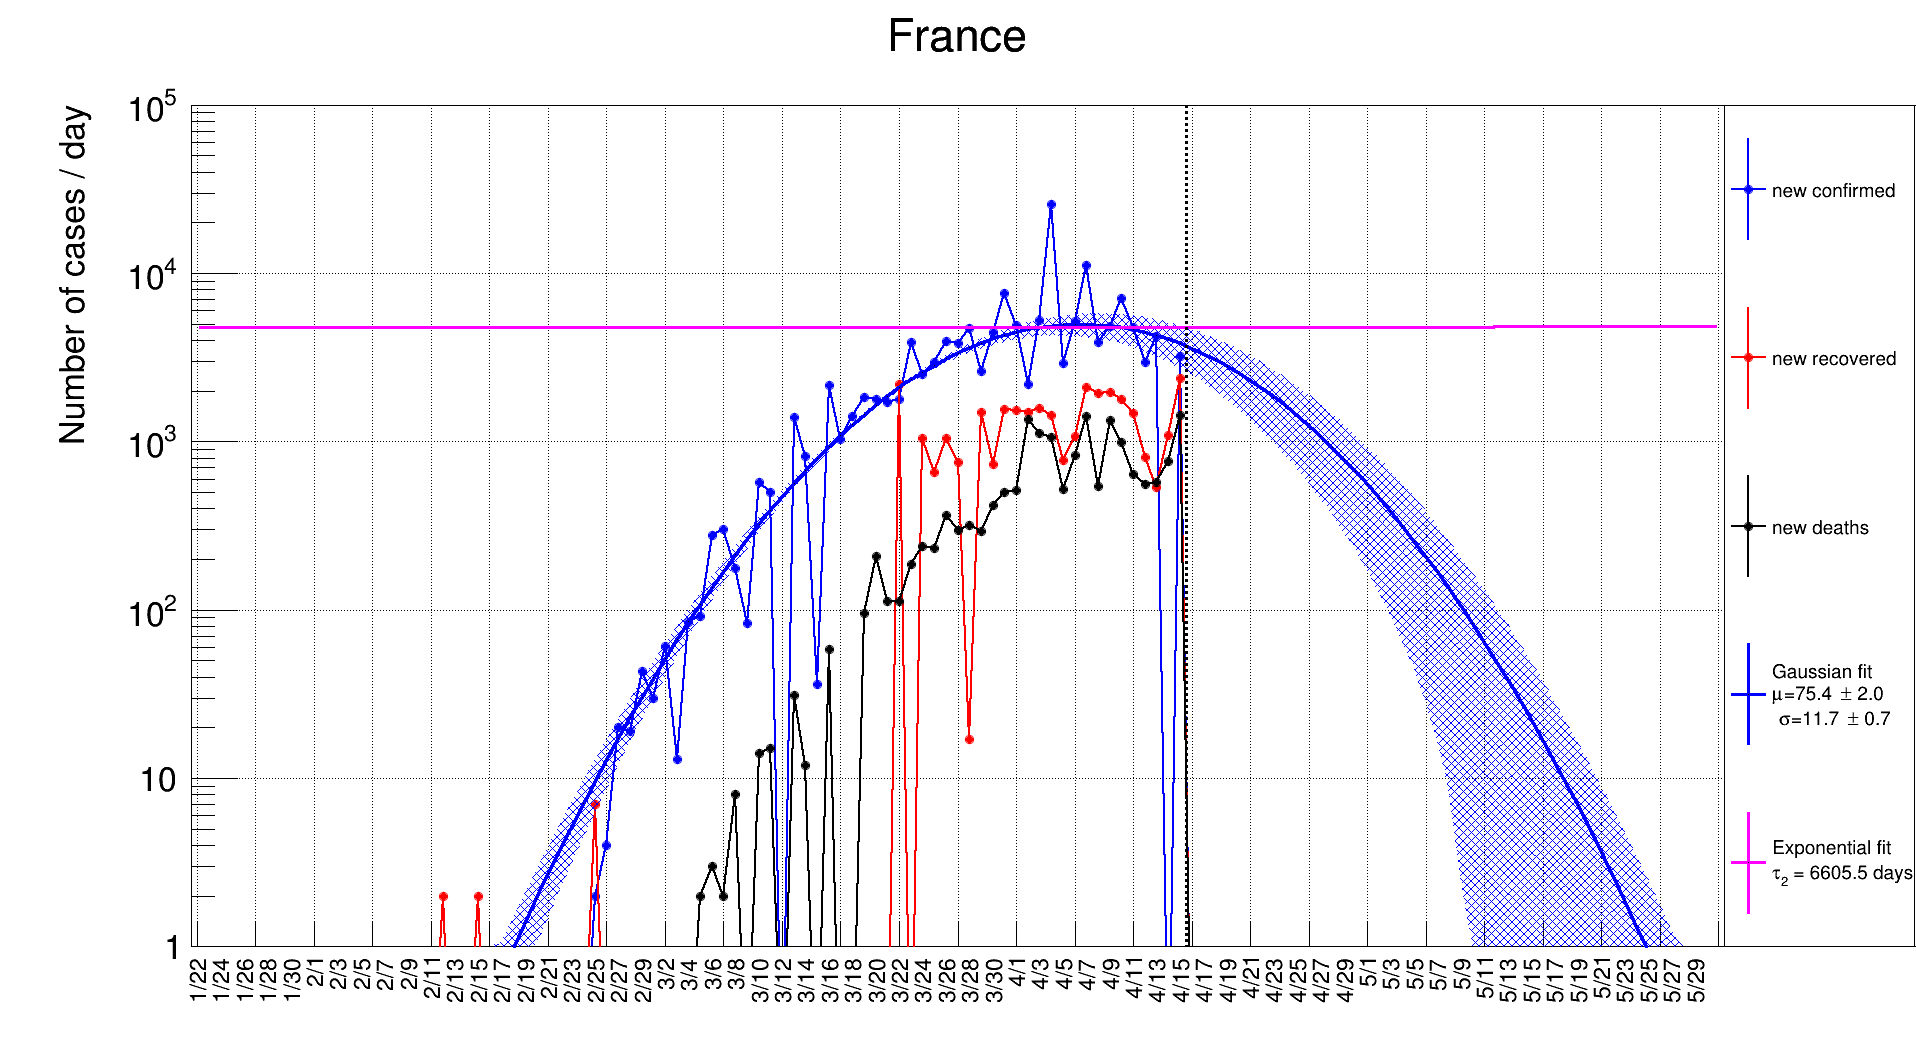 France
Number of cases / day
10^5
10^4
10^3
10^2
10
1
1/22 1/24 1/26 1/28 1/30 2/1 2/3 2/5 2/7 2/9 2/11 2/13 2/15 2/17 2/19 2/21 2/23 2/25 2/27 2/29 3/2 3/4 3/6 3/8 3/10 3/12 3/14 3/16 3/18 3/20 3/22 3/24 3/26 3/28 3/30 4/1 4/3 4/5 4/7 4/9 4/11 4/13 4/15 4/17 4/19 4/21 4/23 4/25 4/27 4/29 5/1 5/3 5/5 5/7 5/9 5/11 5/13 5/15 5/17 5/19 5/21 5/23 5/25 5/27 5/29
new confirmed
new recovered
new deaths
Gaussian fit
μ=75.4 ± 2.0
σ=11.7 ± 0.7
Exponential fit
τ₂ = 6605.5 days